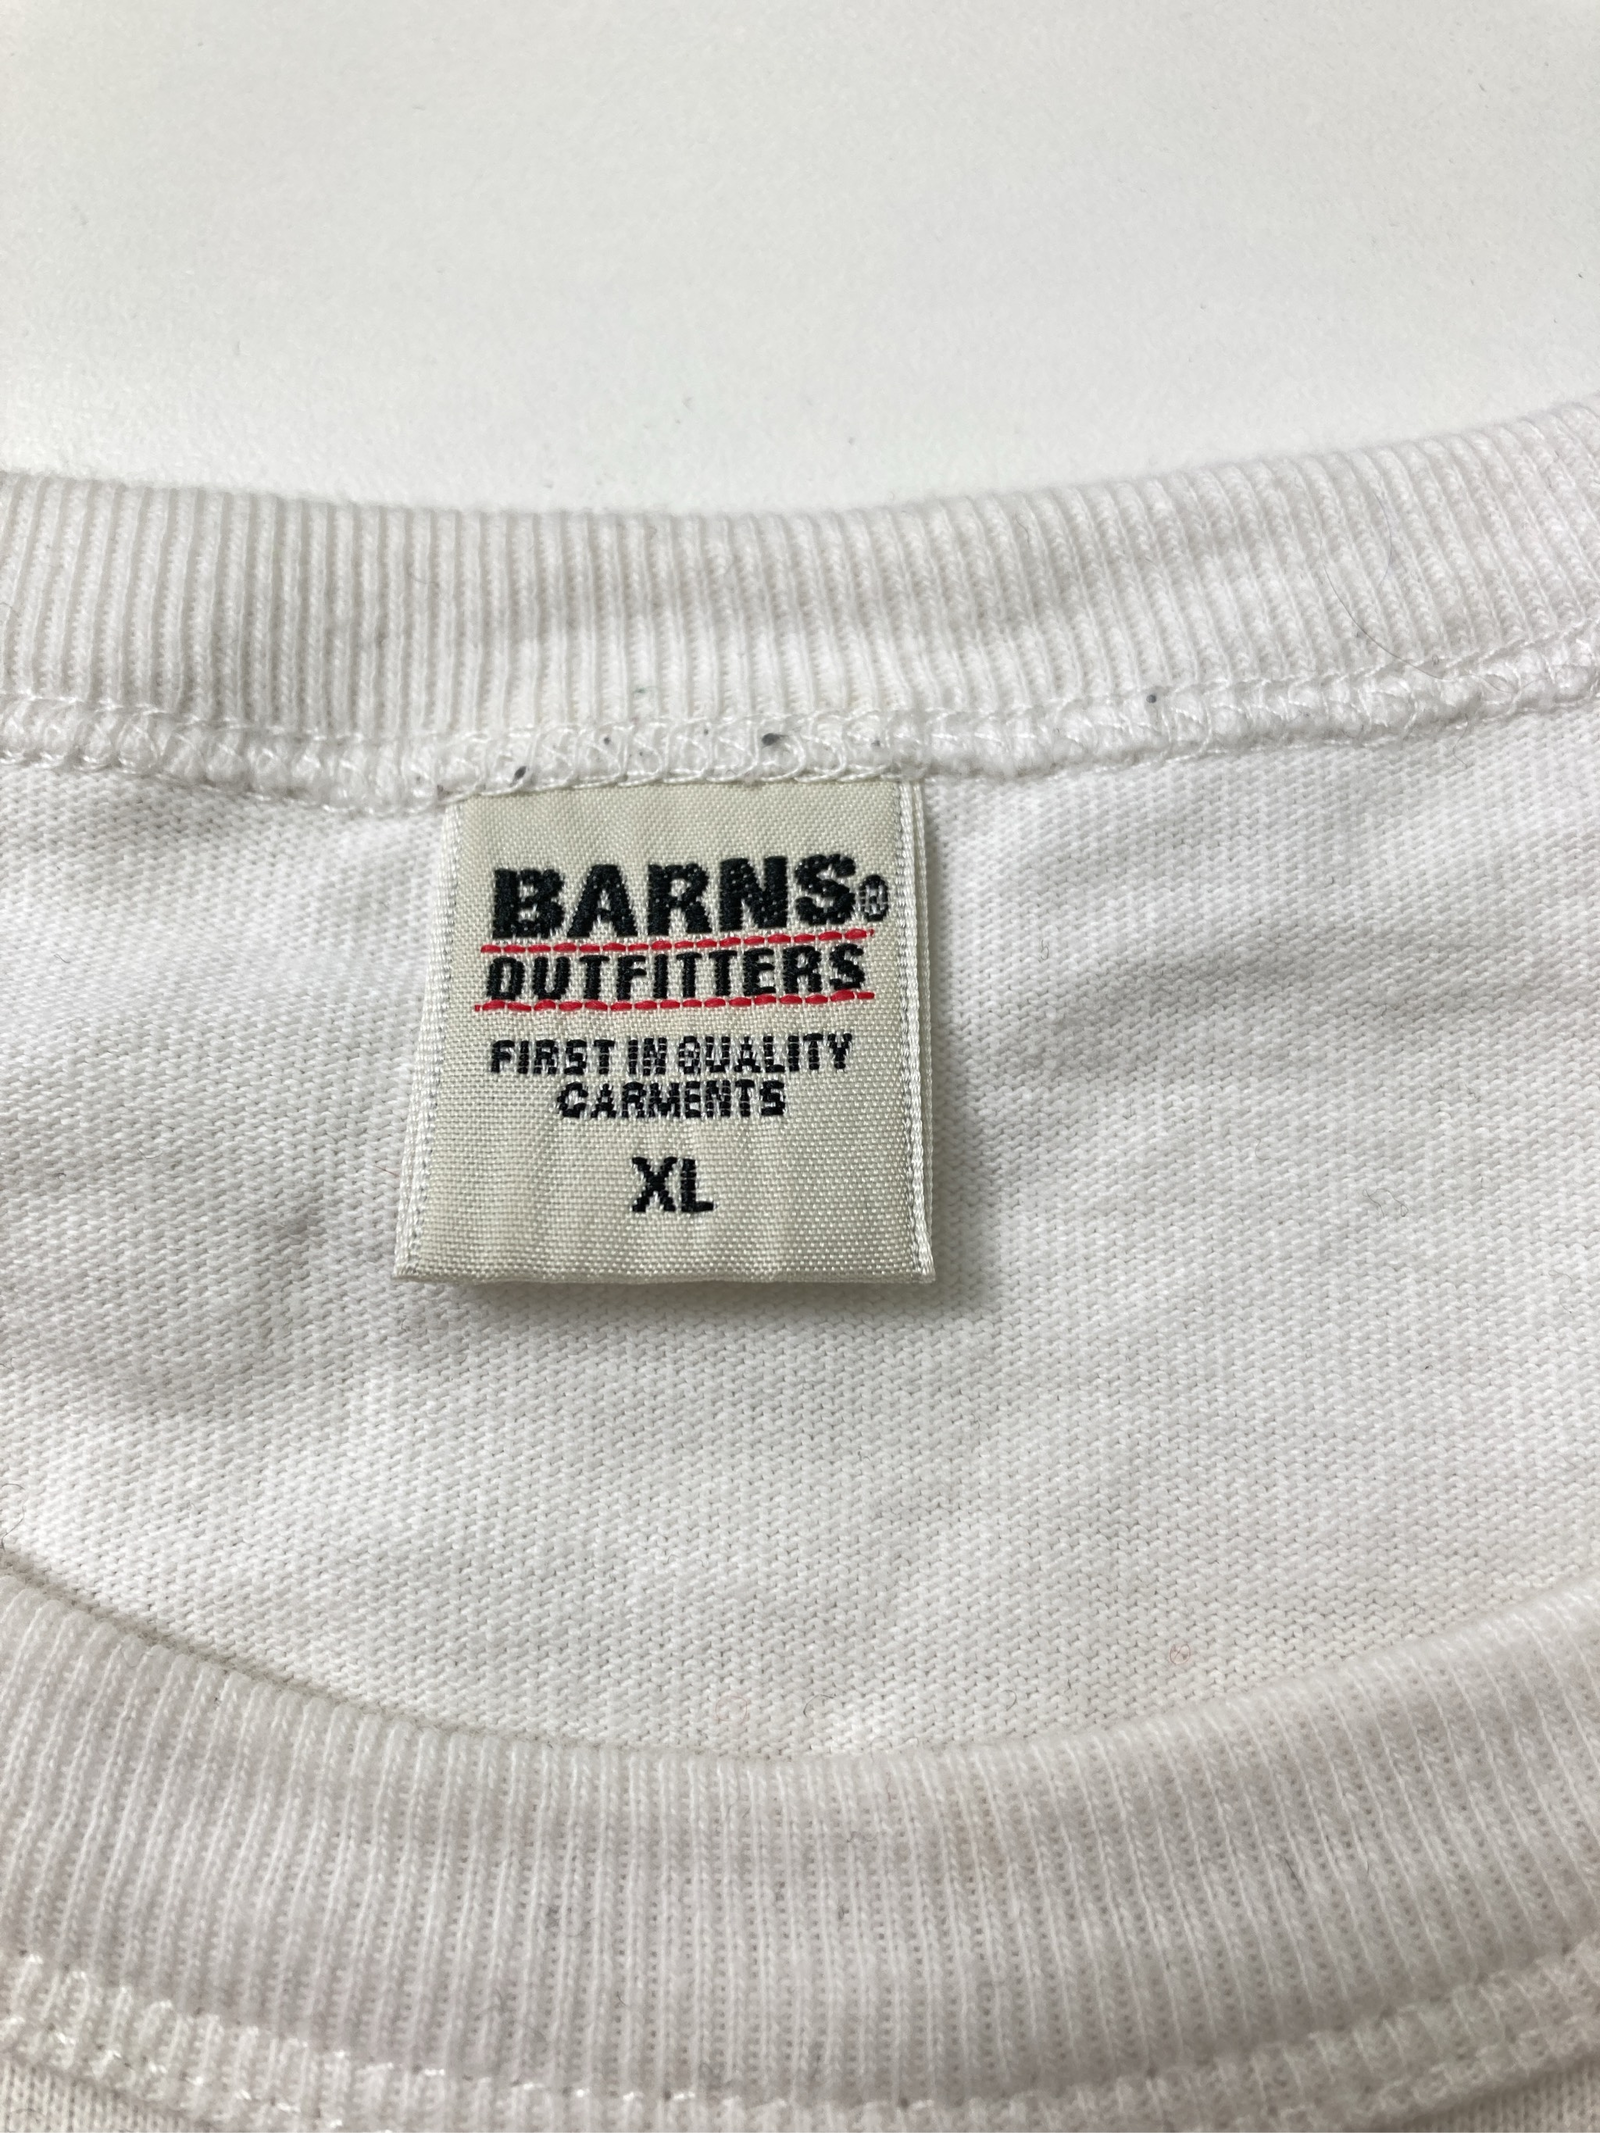 BARNS®
OUTFITTERS
FIRST IN QUALITY
GARMENTS
XL